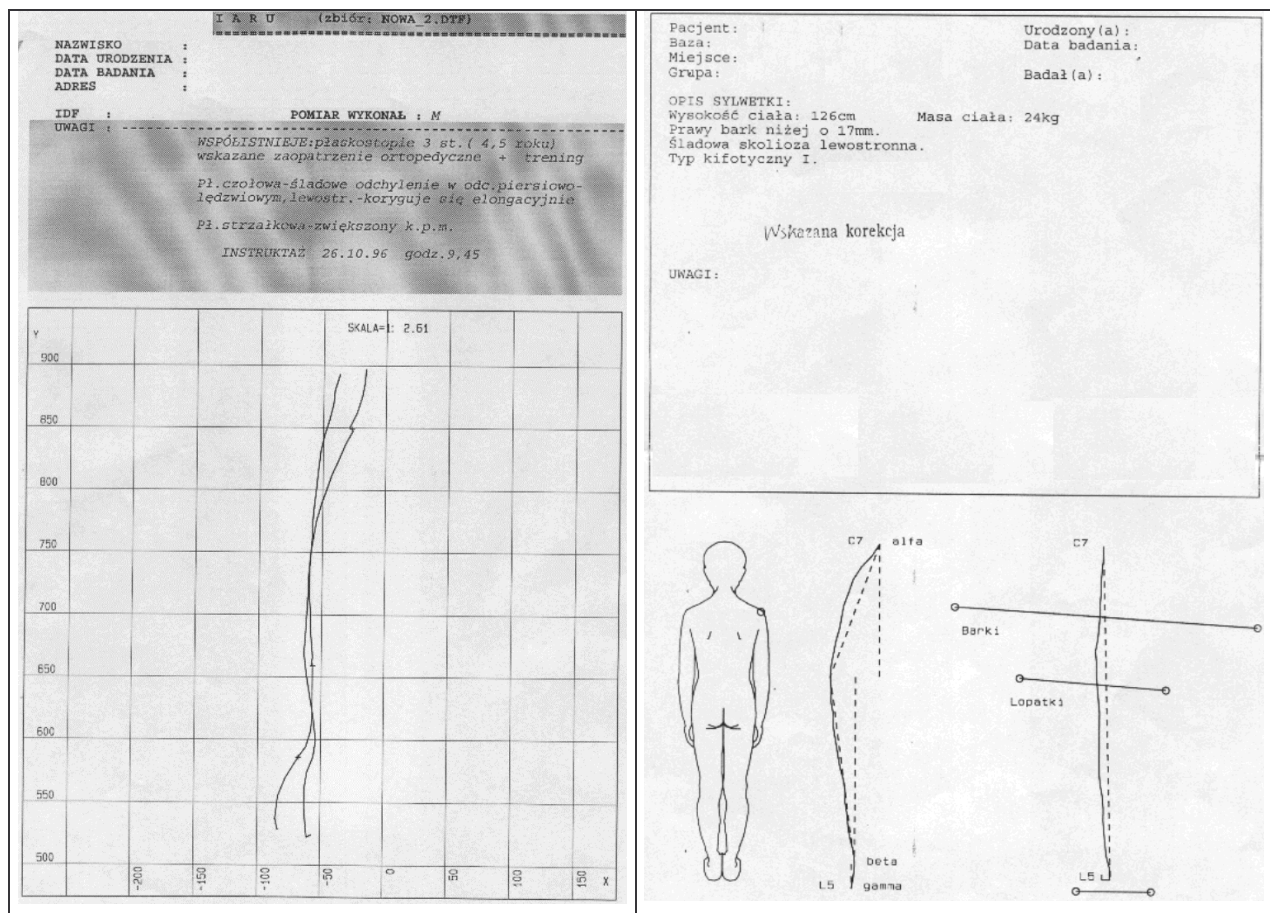 I A R U (zbiór: NOWA_2.DTF)
NAZWISKO :
DATA URODZENIA :
DATA BADANIA :
ADRES :
IDF : POMIAR WYKONAŁ : M
UWAGI :
WSPÓŁISTNIEJE:płaskostopie 3 st.( 4,5 roku)
wskazane zaopatrzenie ortopedyczne + trening
Pł.czołowa-śladowe odchylenie w odc.piersiowo-
lędzwiowym,lewostr.-koryguje się elongacyjnie
Pł.strzałkowa-zwiększony k.p.m.
INSTRUKTAŻ 26.10.96 godz.9,45
SKALA=1: 2.61
Y
900
850
800
750
700
650
600
550
500
-200 -150 -100 -50 0 50 100 150 X
Pacjent: Urodzony(a):
Baza: Data badania:
Miejsce:
Grupa: Badał(a):
OPIS SYLWETKI:
Wysokość ciała: 126cm Masa ciała: 24kg
Prawy bark niżej o 17mm.
Śladowa skolioza lewostronna.
Typ kifotyczny I.
Wskazana korekcja
UWAGI:
C7 alfa
beta
L5 gamma
C7
Barki
Lopatki
L5